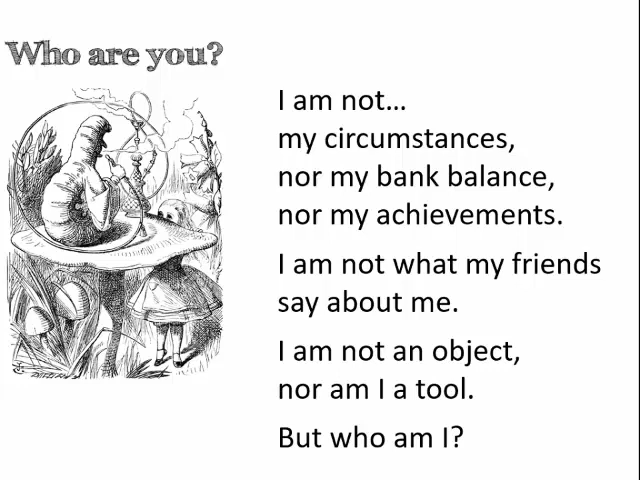 Who are you?
I am not...
my circumstances,
nor my bank balance,
nor my achievements.
I am not what my friends
say about me.
I am not an object,
nor am I a tool.
But who am I?